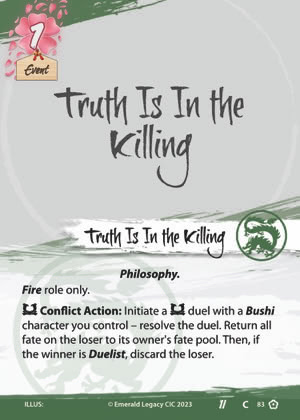 1
Event
Truth Is In the
Killing
Truth Is In the Killing
Philosophy.
Fire role only.
Conflict Action: Initiate a duel with a Bushi
character you control – resolve the duel. Return all
fate on the loser to its owner's fate pool. Then, if
the winner is Duelist, discard the loser.
ILLUS: © Emerald Legacy CIC 2023 C 83